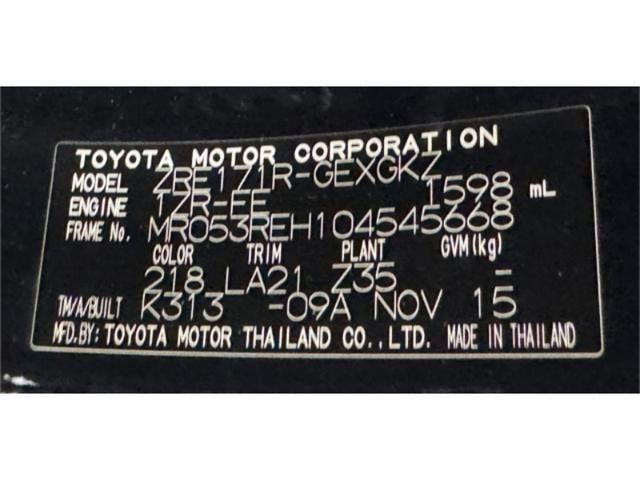 TOYOTA MOTOR CORPORATION
MODEL ZRE171R-GEXGKZ
ENGINE 1ZR-FE 1598 mL
FRAME No. MR053REH104545668
COLOR TRIM PLANT GVM(kg)
218 LA21 Z35 -
TM/A/BUILT K313 -09A NOV 15
MFD.BY: TOYOTA MOTOR THAILAND CO.,LTD. MADE IN THAILAND